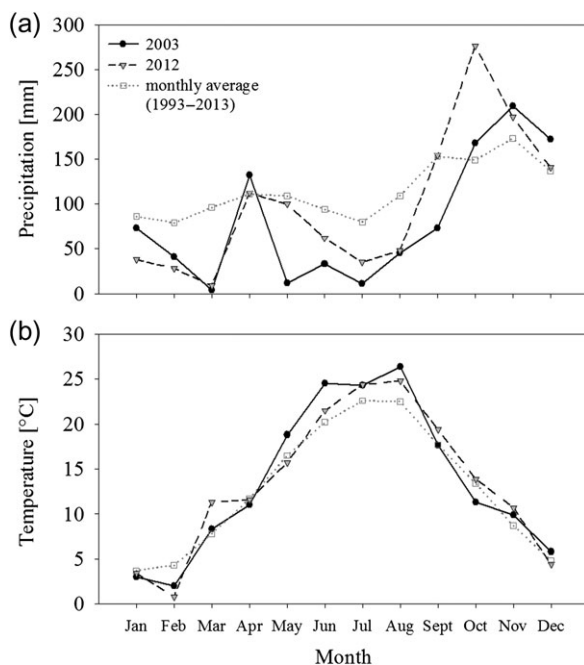 (a)
300
250
200
150
100
50
0
Precipitation [mm]
2003
2012
monthly average
(1993–2013)
(b)
30
25
20
15
10
5
0
Temperature [°C]
Jan Feb Mar Apr May Jun Jul Aug Sept Oct Nov Dec
Month